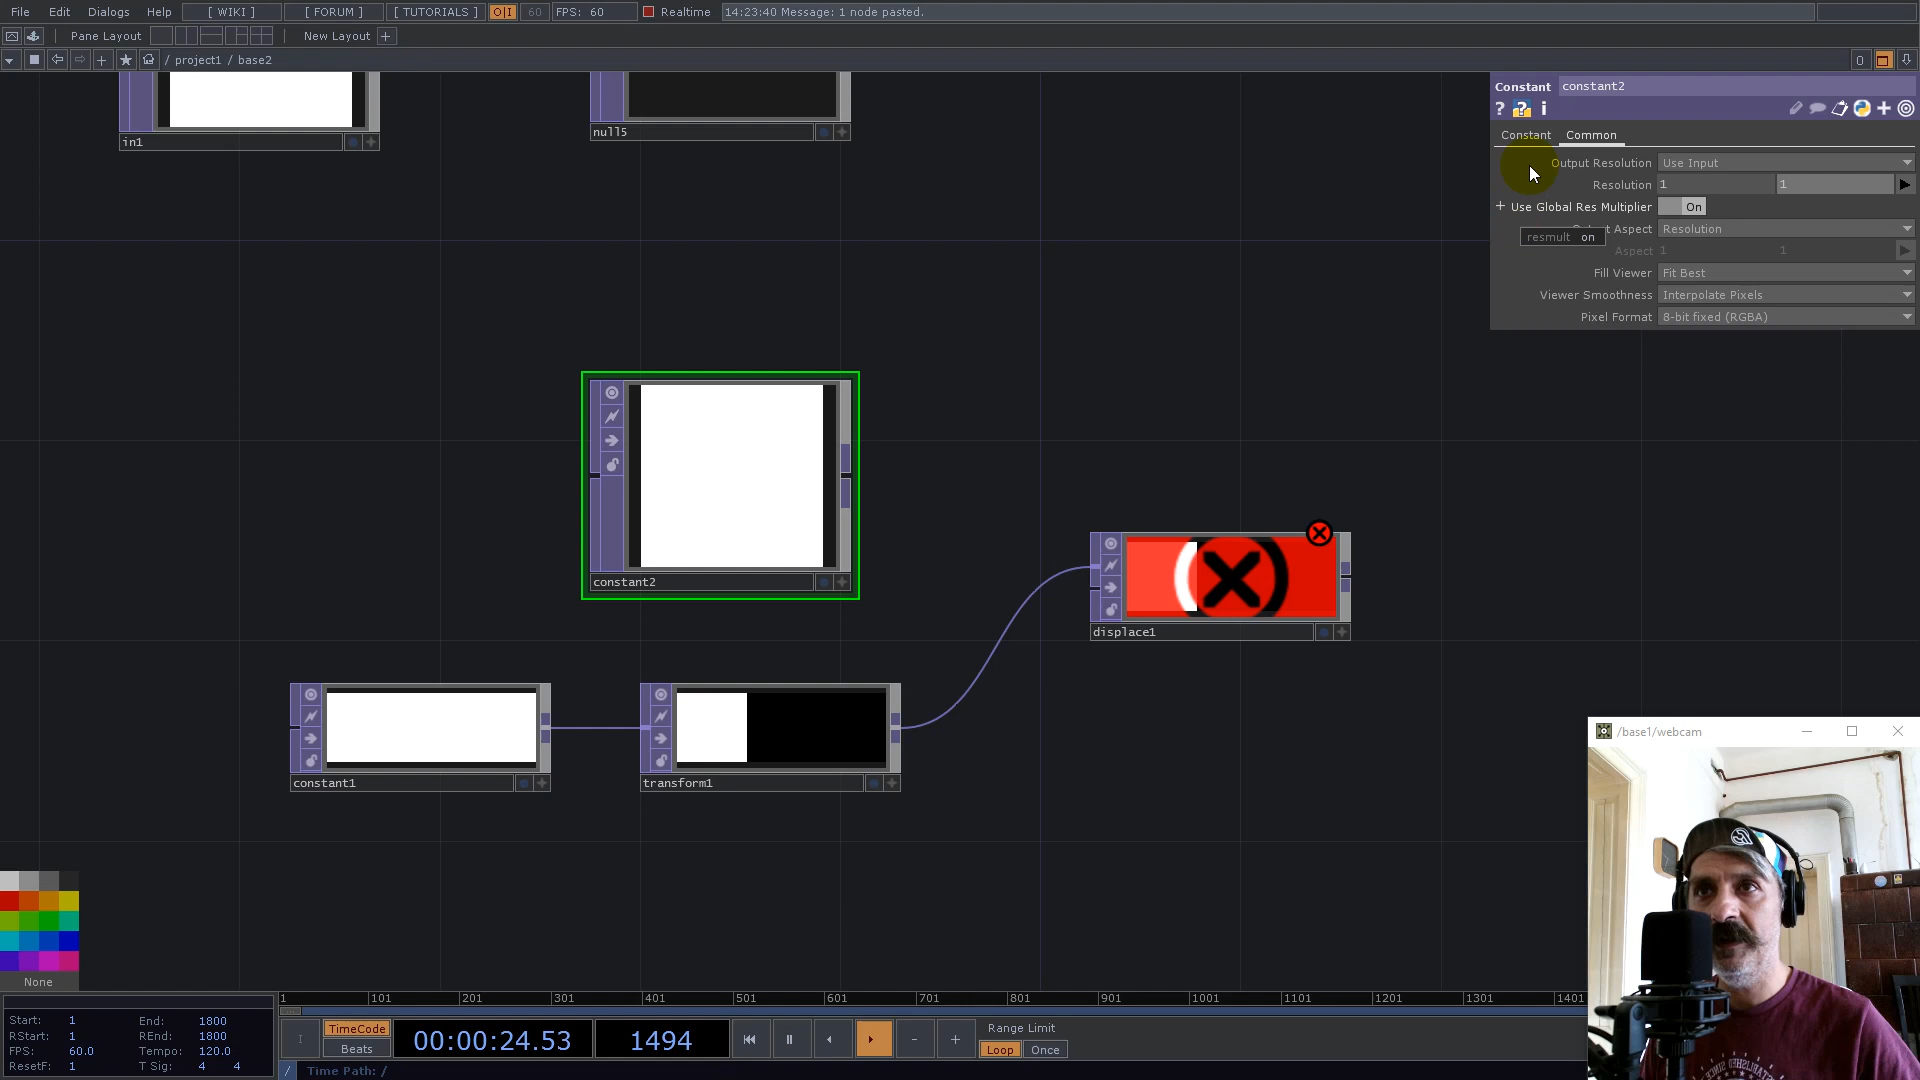 File Edit Dialogs Help [ WIKI ] [ FORUM ] [ TUTORIALS ] O|I 60 FPS: 60 Realtime 14:23:40 Message: 1 node pasted.
Pane Layout New Layout +
/ project1 / base2 0
Constant constant2
? ? i
Constant Common
Output Resolution Use Input
Resolution 1 1
+ Use Global Res Multiplier On
Output Aspect Resolution
resmult on
Aspect 1 1
Fill Viewer Fit Best
Viewer Smoothness Interpolate Pixels
Pixel Format 8-bit fixed (RGBA)
in1
null5
constant2
displace1
constant1
transform1
/base1/webcam
None
1 101 201 301 401 501 601 701 801 901 1001 1101 1201 1301 1401
Start: 1 End: 1800
RStart: 1 REnd: 1800
FPS: 60.0 Tempo: 120.0
ResetF: 1 T Sig: 4 4
I TimeCode 00:00:24.53 1494 - +
Beats
Range Limit
Loop Once
/ Time Path: /